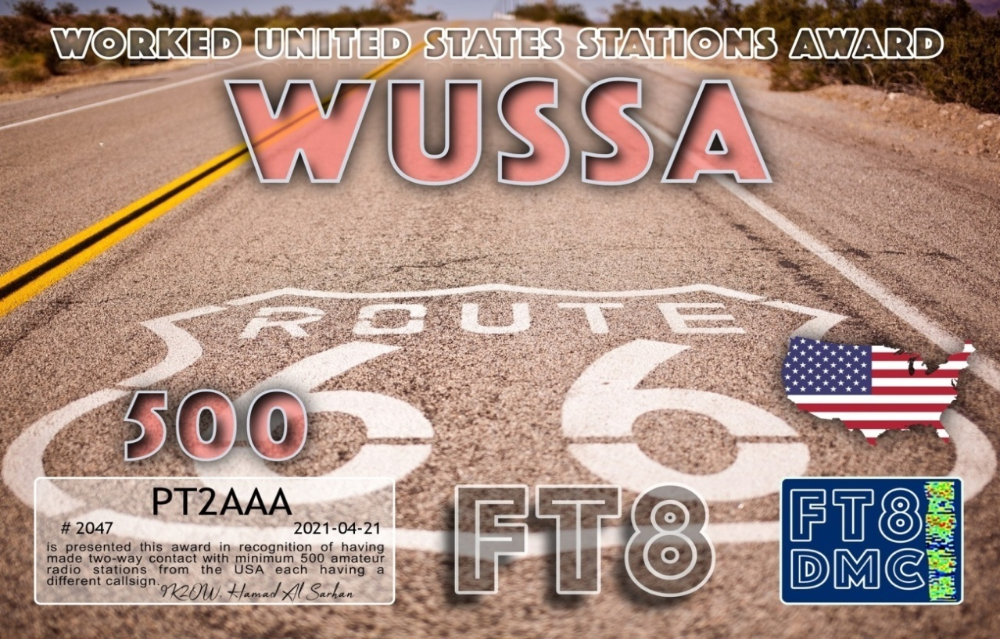 WORKED UNITED STATES STATIONS AWARD
WUSSA
ROUTE
66
500
PT2AAA
# 2047 2021-04-21
is presented this award in recognition of having
made two-way contact with minimum 500 amateur
radio stations from the USA each having a
different callsign.
9K2OW, Hamad Al Sarhan
FT8
FT8
DMC